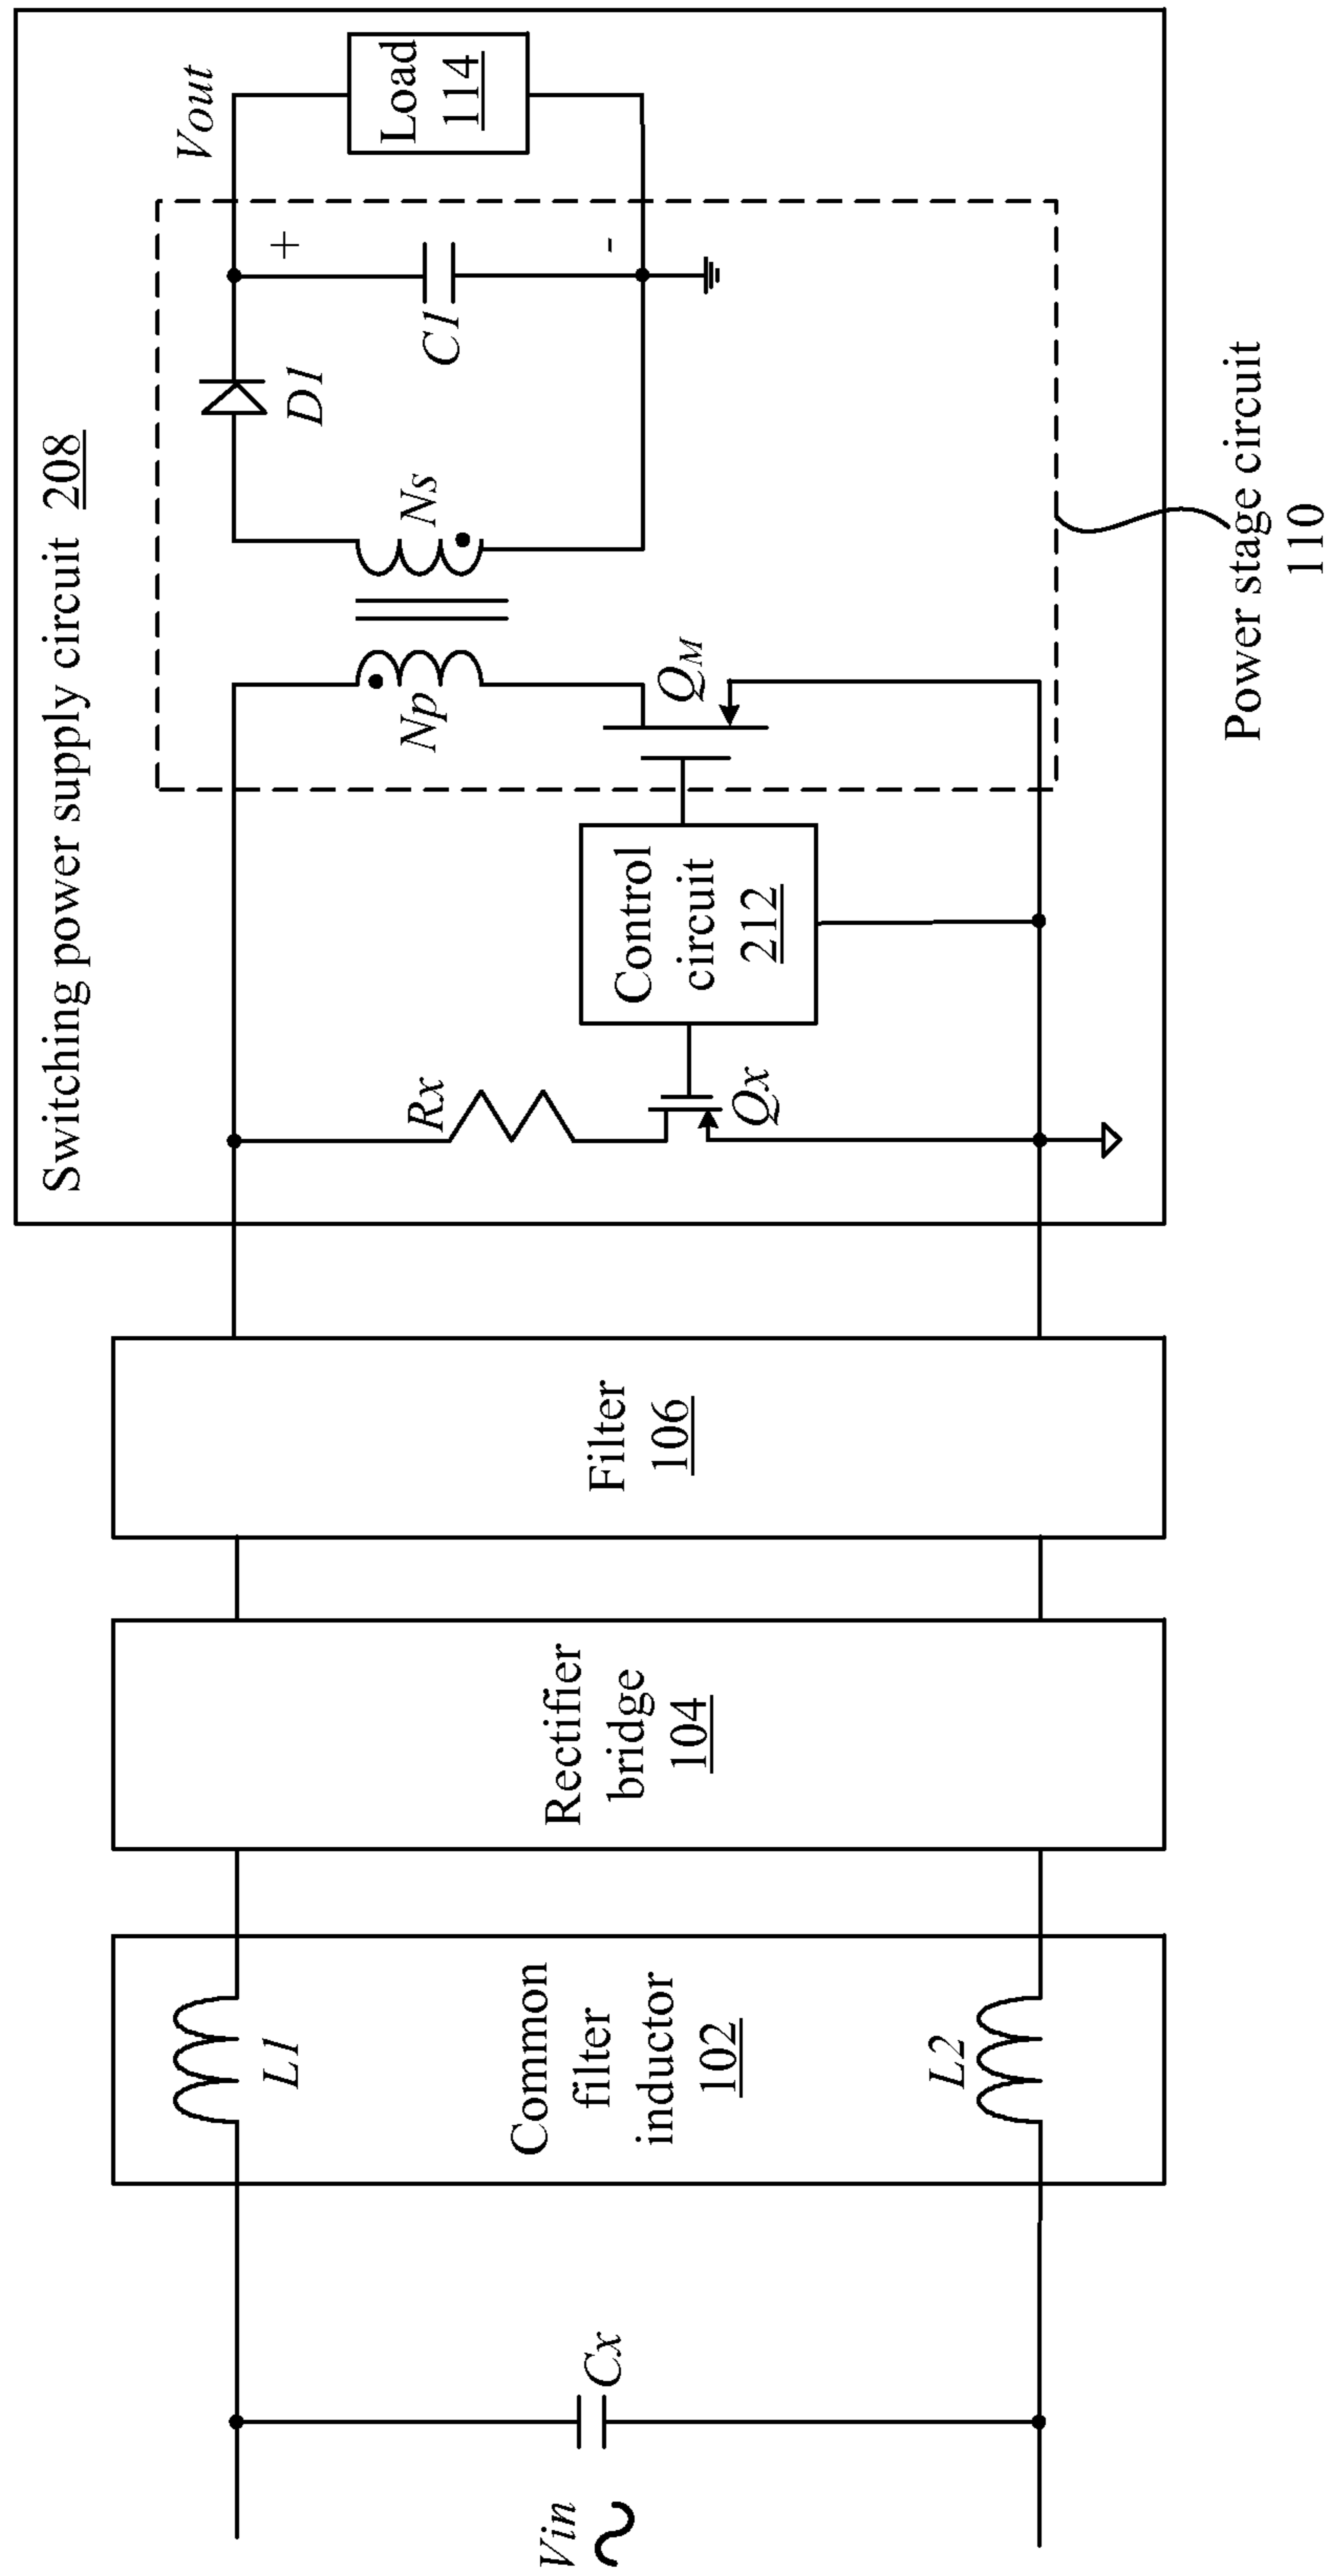 Switching power supply circuit 208
Vin
Cx
L1
Common
filter
inductor
102
L2
Rectifier
bridge
104
Filter
106
Rx
Qx
Control
circuit
212
Np
QM
Ns
D1
C1
+
-
Vout
Load
114
Power stage circuit
110